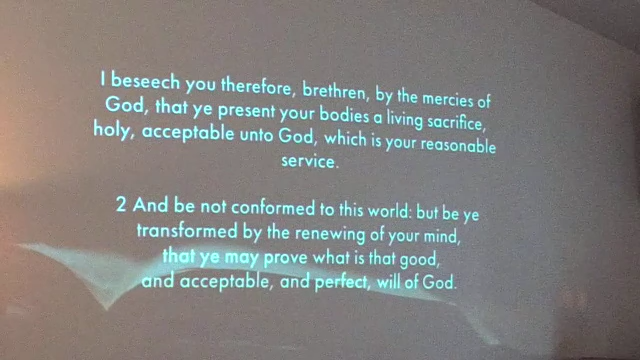 I beseech you therefore, brethren, by the mercies of
God, that ye present your bodies a living sacrifice,
holy, acceptable unto God, which is your reasonable
service.
2 And be not conformed to this world: but be ye
transformed by the renewing of your mind,
that ye may prove what is that good,
and acceptable, and perfect, will of God.